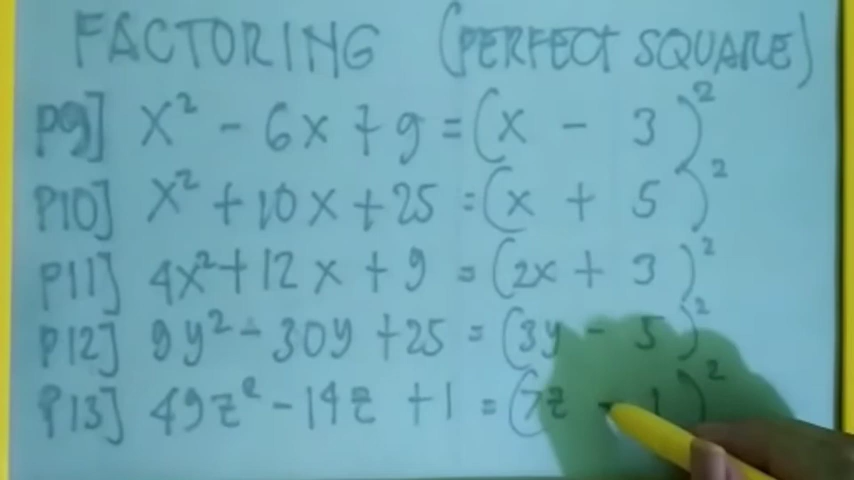 FACTORING (PERFECT SQUARE)
P9] x² - 6x + 9 = (x - 3)²
P10] x² + 10x + 25 = (x + 5)²
P11] 4x² + 12x + 9 = (2x + 3)²
P12] 9y² - 30y + 25 = (3y - 5)²
P13] 49z² - 14z + 1 = (7z - 1)²